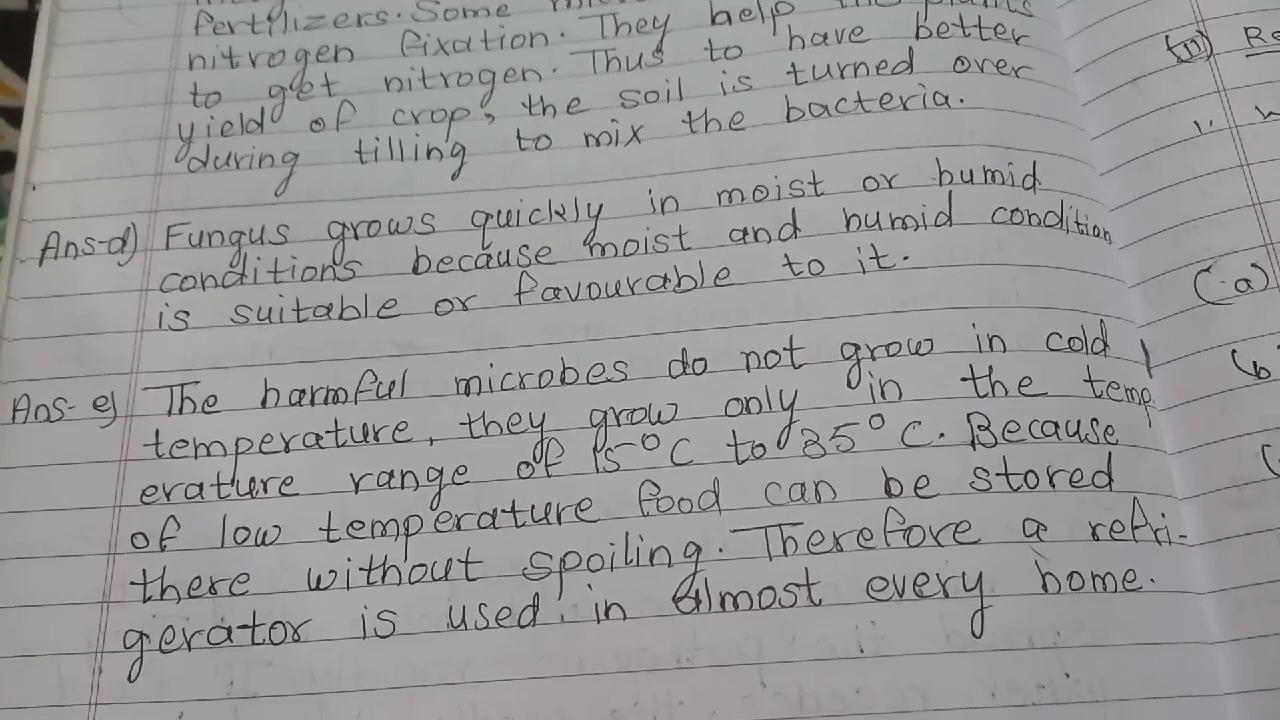 fertilizers. Some
nitrogen fixation. They help the plants
to get nitrogen. Thus to have better
yield of crop, the soil is turned over
during tilling to mix the bacteria.
Ans-d) Fungus grows quickly in moist or humid
conditions because moist and humid condition
is suitable or favourable to it.
Ans-e) The harmful microbes do not grow in cold
temperature, they grow only in the temp
erature range of 15°C to 35°C. Because
of low temperature food can be stored
there without spoiling. Therefore a refri-
gerator is used in almost every home.
(n)
1.
(a)
(b
(